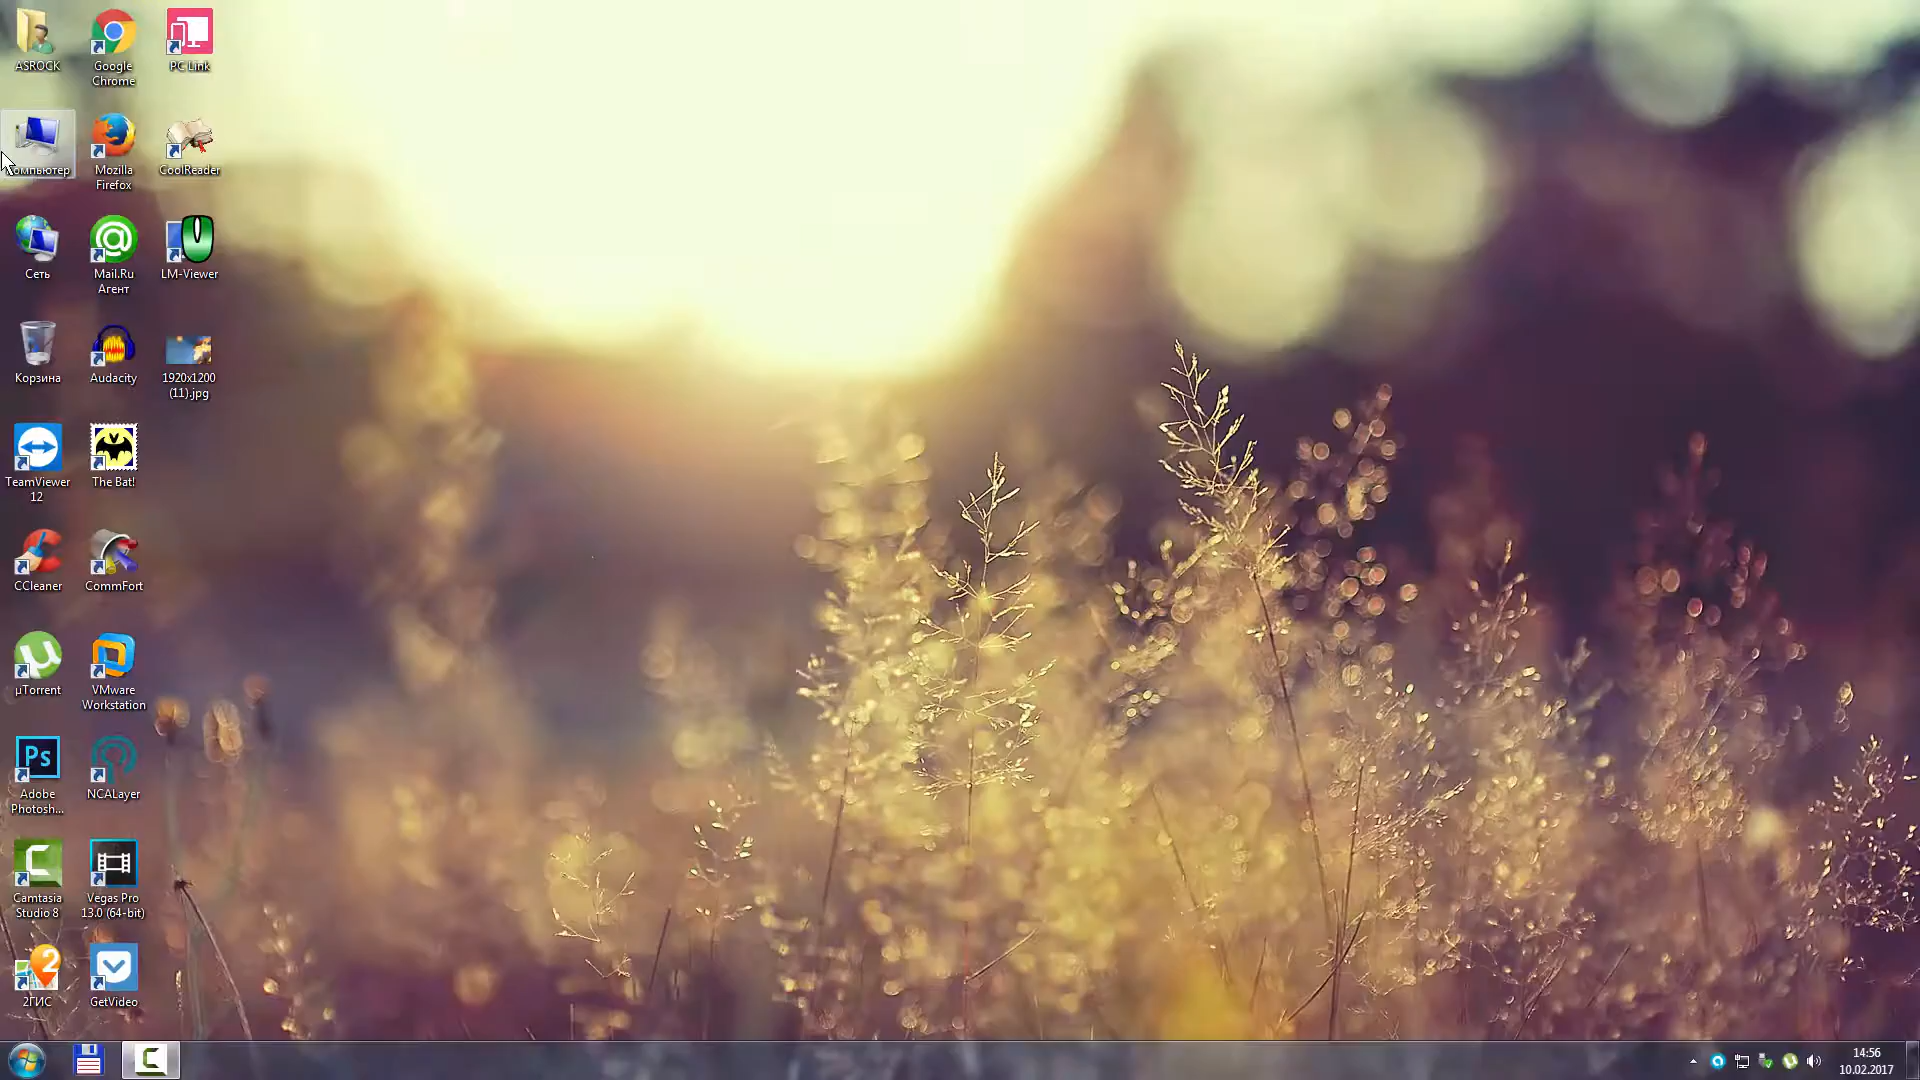 ASROCK
Google
Chrome
PC Link
Компьютер
Mozilla
Firefox
CoolReader
Сеть
Mail.Ru
Агент
LM-Viewer
Корзина
Audacity
1920x1200
(11).jpg
TeamViewer
12
The Bat!
CCleaner
CommFort
µTorrent
VMware
Workstation
Ps
Adobe
Photosh...
NCALayer
Camtasia
Studio 8
Vegas Pro
13.0 (64-bit)
2
2ГИС
GetVideo
14:56
10.02.2017